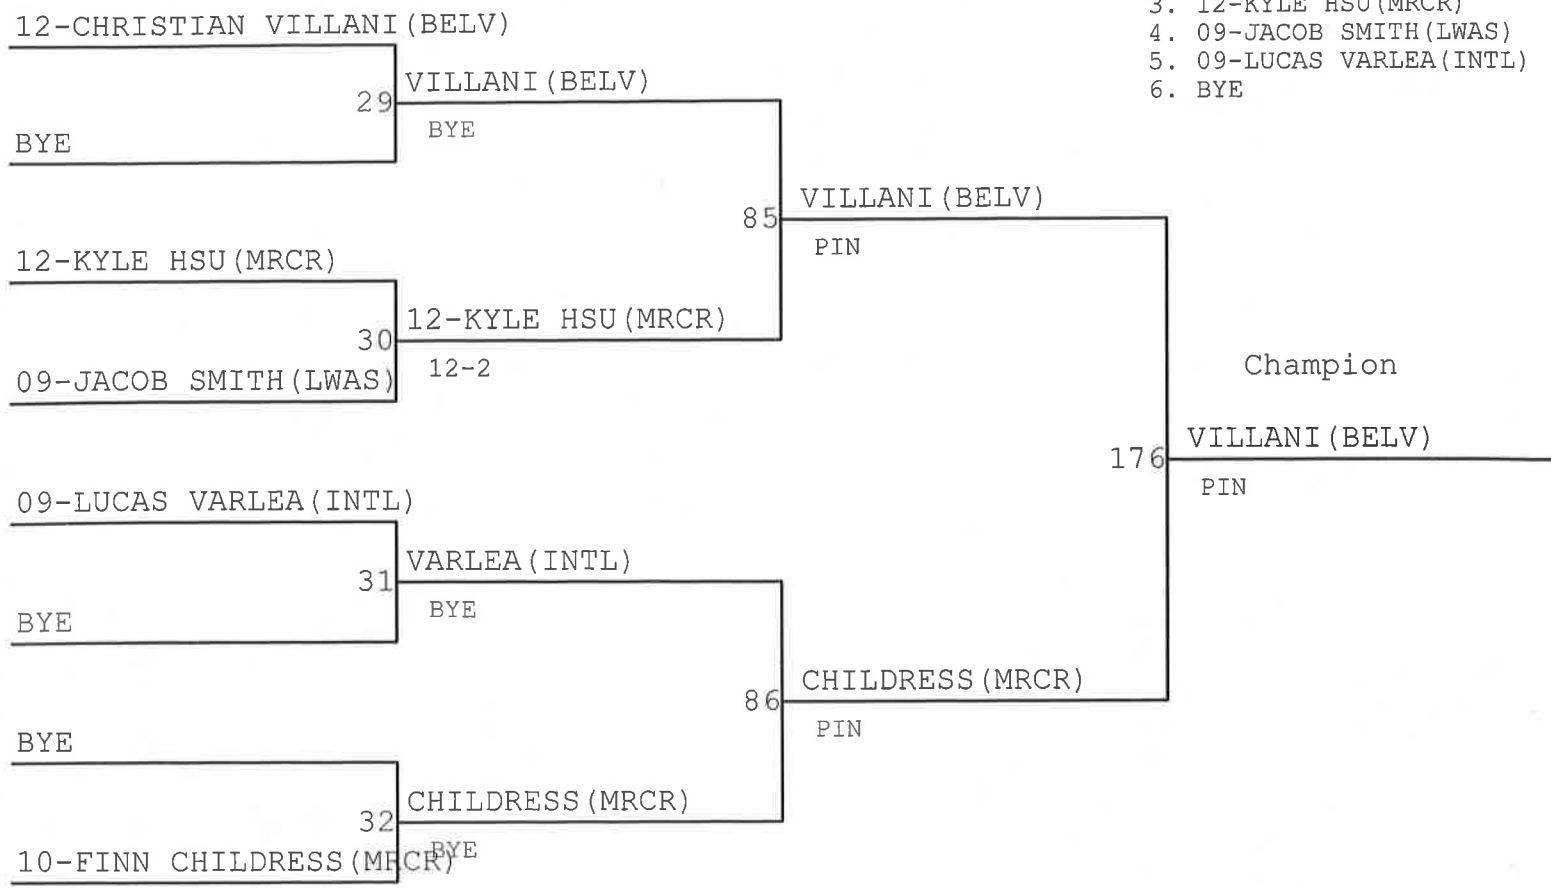 3. 12-KYLE HSU(MRCR)
4. 09-JACOB SMITH(LWAS)
5. 09-LUCAS VARLEA(INTL)
6. BYE
12-CHRISTIAN VILLANI(BELV)
29
VILLANI(BELV)
BYE
BYE
85
VILLANI(BELV)
PIN
12-KYLE HSU(MRCR)
30
12-KYLE HSU(MRCR)
12-2
09-JACOB SMITH(LWAS)
Champion
176
VILLANI(BELV)
PIN
09-LUCAS VARLEA(INTL)
31
VARLEA(INTL)
BYE
BYE
86
CHILDRESS(MRCR)
PIN
BYE
32
CHILDRESS(MRCR)
BYE
10-FINN CHILDRESS(MRCR)